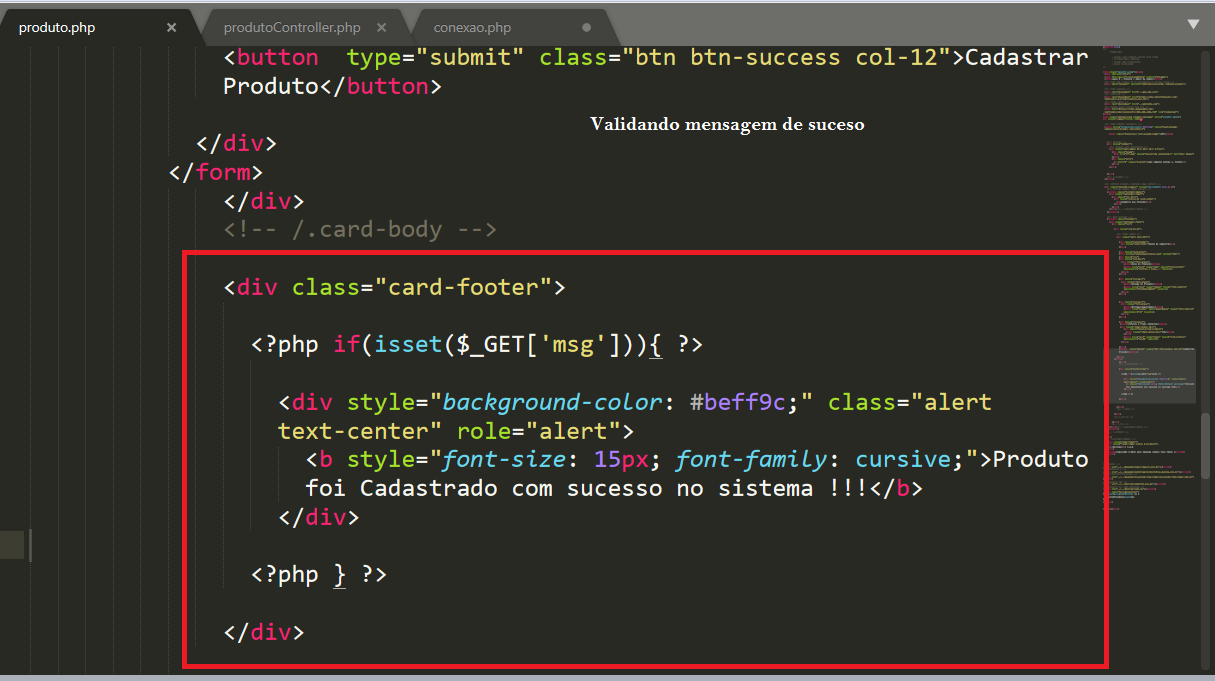 produto.php × produtoController.php × conexao.php
<button  type="submit" class="btn btn-success col-12">Cadastrar
Produto</button>
Validando mensagem de suceso
</div>
</form>
</div>
<!-- /.card-body -->
<div class="card-footer">
<?php if(isset($_GET['msg'])){ ?>
<div style="background-color: #beff9c;" class="alert
text-center" role="alert">
<b style="font-size: 15px; font-family: cursive;">Produto
foi Cadastrado com sucesso no sistema !!!</b>
</div>
<?php } ?>
</div>